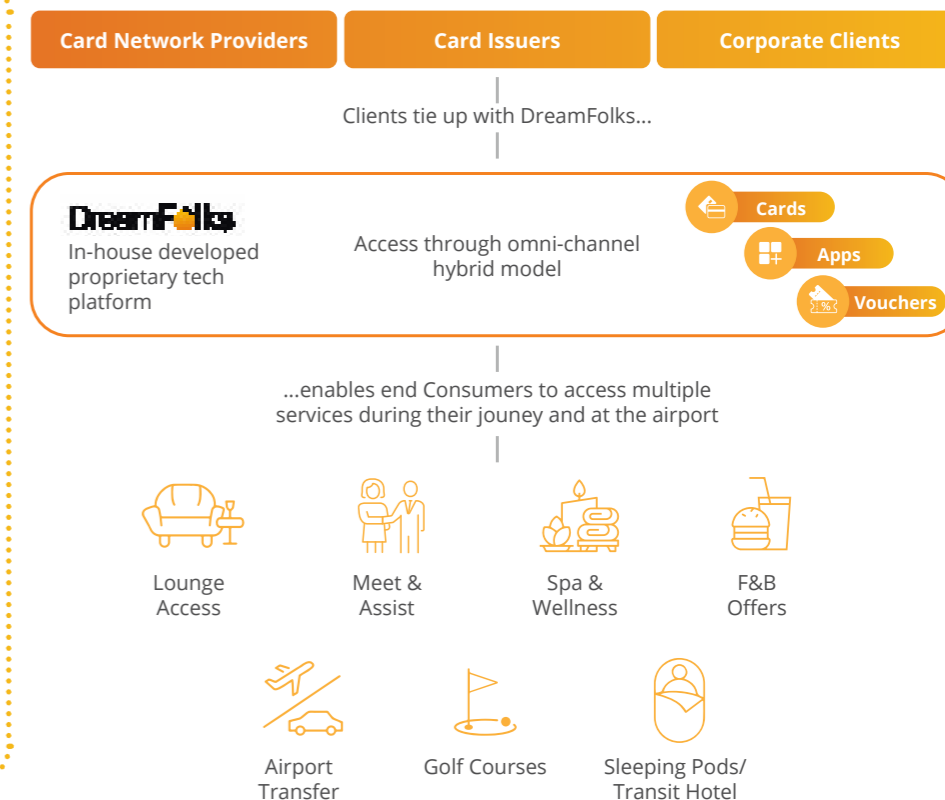 Card Network Providers
Card Issuers
Corporate Clients
Clients tie up with DreamFolks...
DreamFolks
In-house developed
proprietary tech
platform
Access through omni-channel
hybrid model
Cards
Apps
Vouchers
...enables end Consumers to access multiple
services during their jouney and at the airport
Lounge
Access
Meet &
Assist
Spa &
Wellness
F&B
Offers
Airport
Transfer
Golf Courses
Sleeping Pods/
Transit Hotel